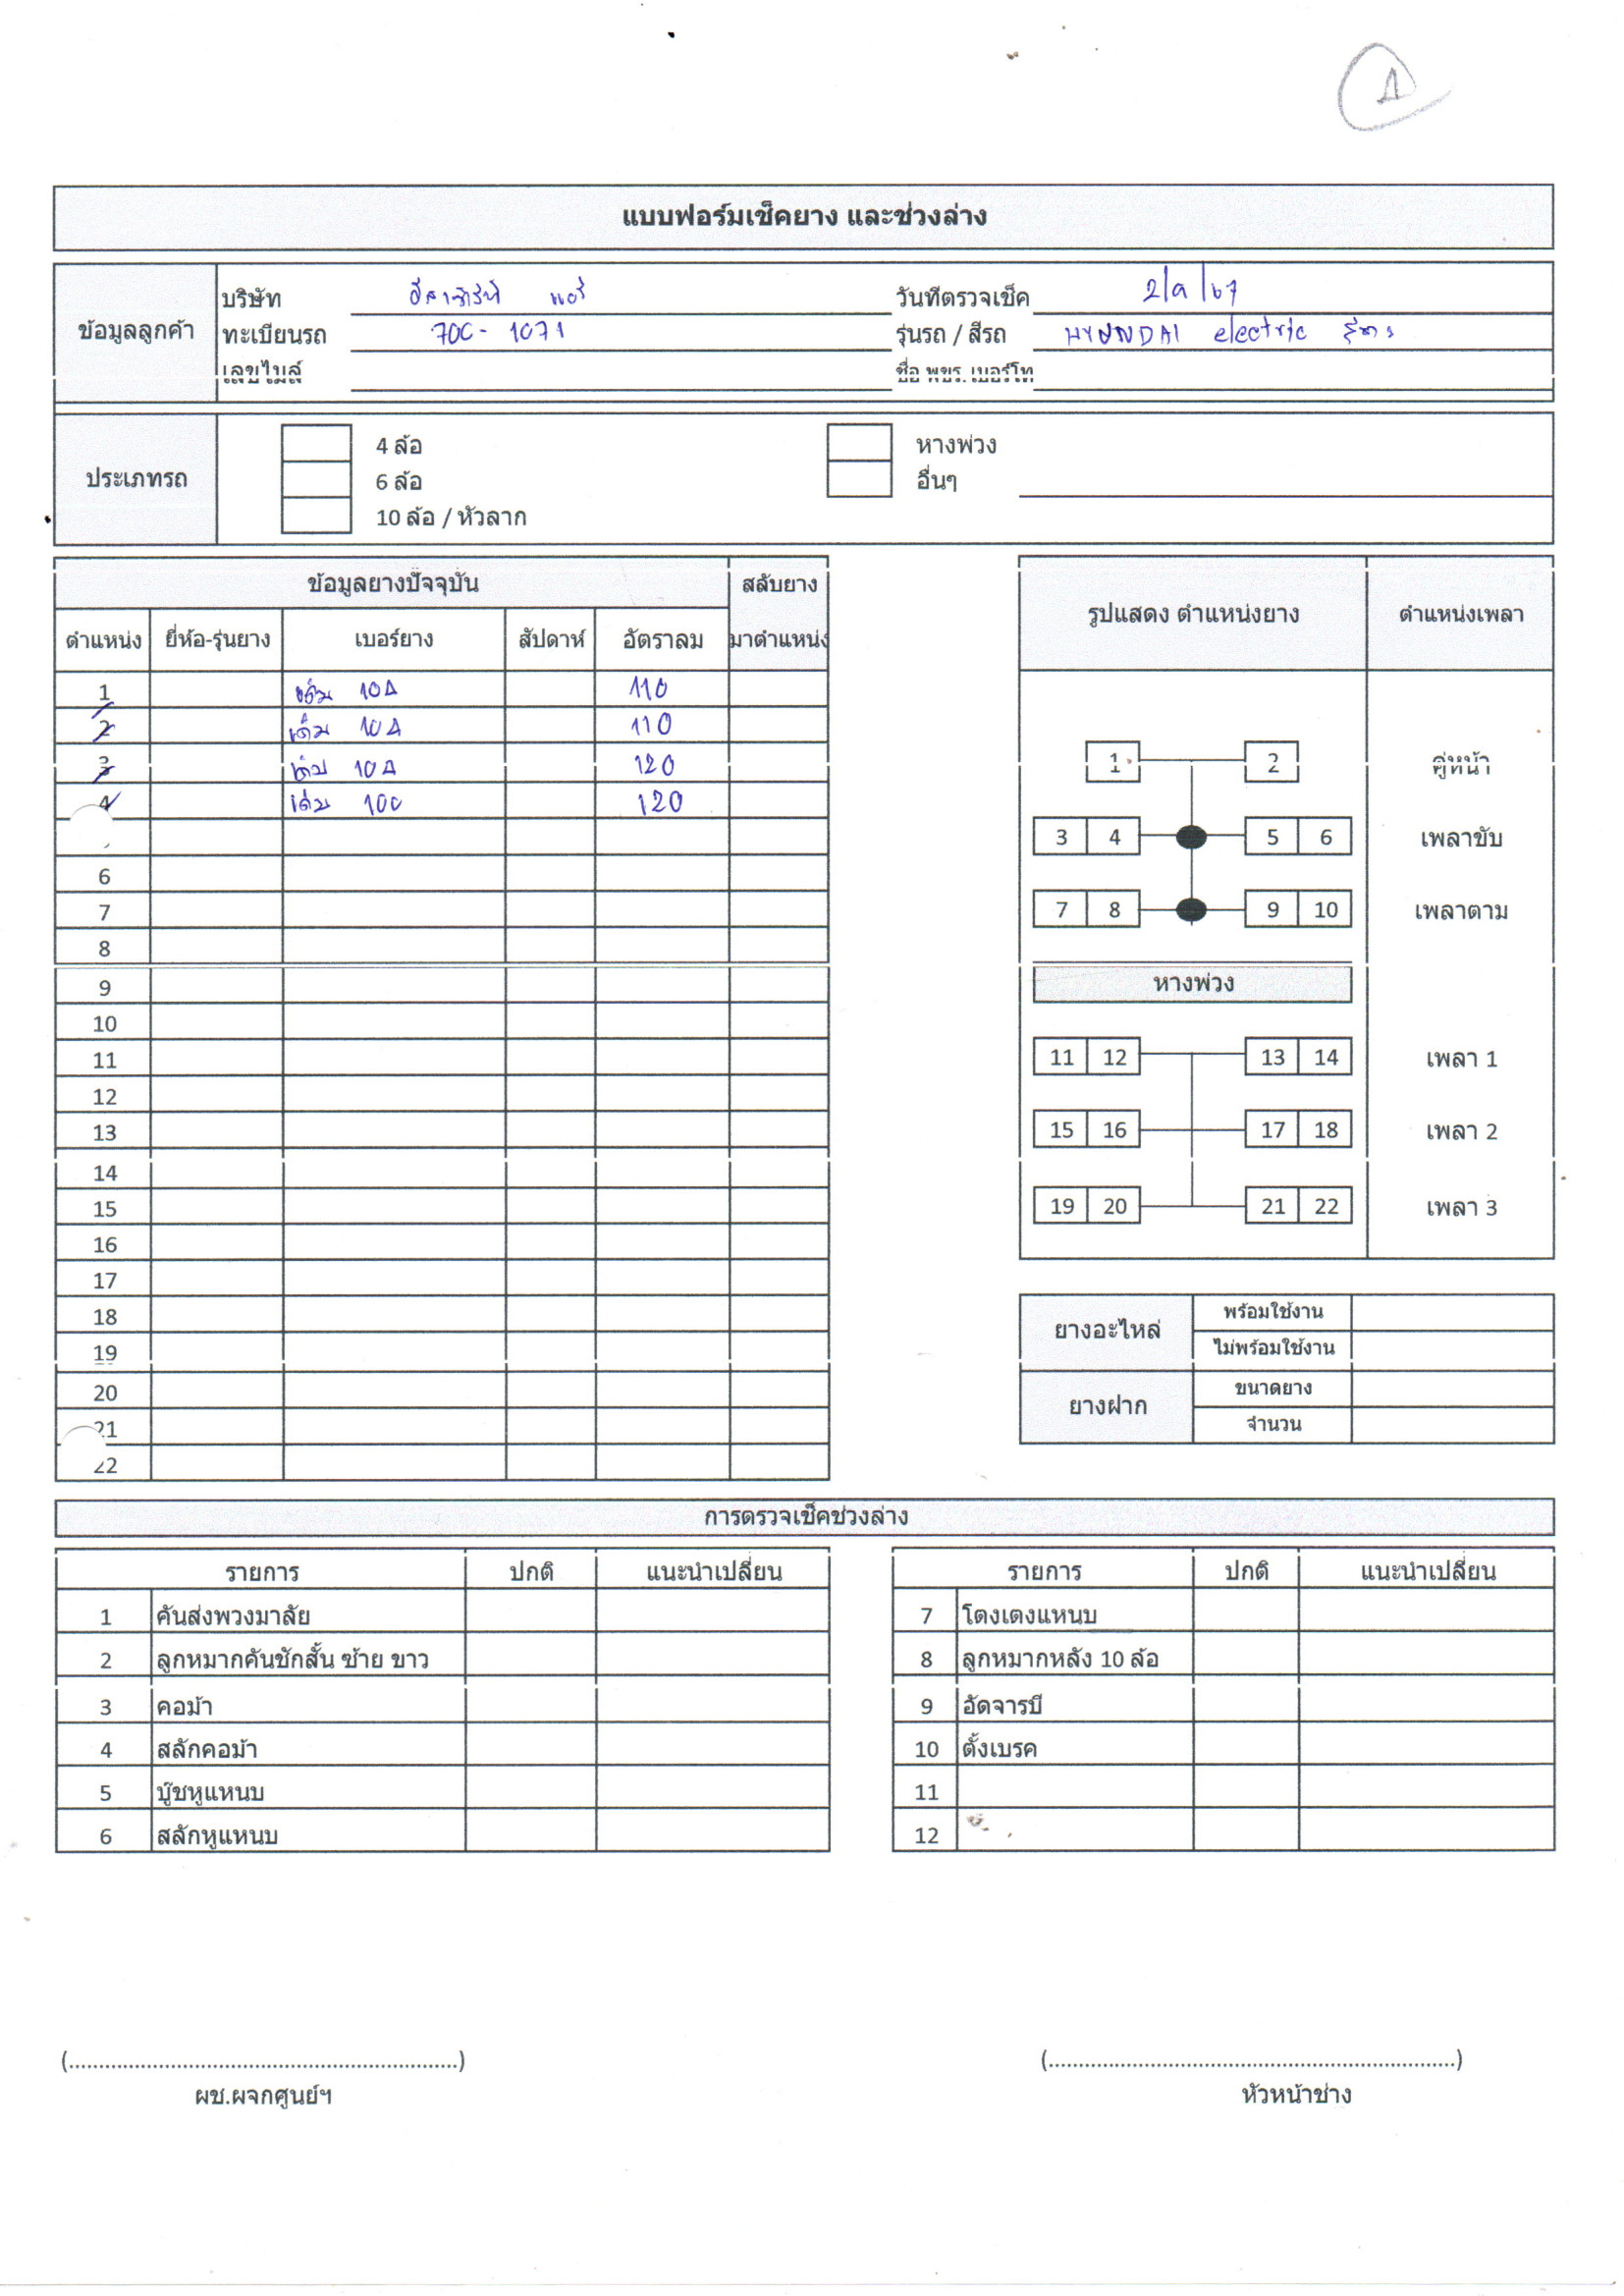 แบบฟอร์มเช็คยาง และช่วงล่าง
ข้อมูลลูกค้า
บริษัท
วันที่ตรวจเช็ค 2/9/67
ทะเบียนรถ 700-1071
รุ่นรถ / สีรถ HYUNDAI electric
เลขไมล์
ชื่อ พขร. เบอร์โท
ประเภทรถ
4 ล้อ
หางพ่วง
6 ล้อ
อื่นๆ
10 ล้อ / หัวลาก
ข้อมูลยางปัจจุบัน สลับยาง
ตำแหน่ง ยี่ห้อ-รุ่นยาง เบอร์ยาง สัปดาห์ อัตราลม มาตำแหน่ง
1 เติม 110
2 เติม 110
3 เติม 120
4 เติม 100 120
6
7
8
9
10
11
12
13
14
15
16
17
18
19
20
21
22
รูปแสดง ตำแหน่งยาง ตำแหน่งเพลา
1 2 คู่หน้า
3 4 5 6 เพลาขับ
7 8 9 10 เพลาตาม
หางพ่วง
11 12 13 14 เพลา 1
15 16 17 18 เพลา 2
19 20 21 22 เพลา 3
ยางอะไหล่ พร้อมใช้งาน
ไม่พร้อมใช้งาน
ยางฝาก ขนาดยาง
จำนวน
การตรวจเช็คช่วงล่าง
รายการ ปกติ แนะนำเปลี่ยน
1 คันส่งพวงมาลัย
2 ลูกหมากคันชักสั้น ซ้าย ขาว
3 คอม้า
4 สลักคอม้า
5 บู๊ชหูแหนบ
6 สลักหูแหนบ
รายการ ปกติ แนะนำเปลี่ยน
7 โตงเตงแหนบ
8 ลูกหมากหลัง 10 ล้อ
9 อัดจารบี
10 ตั้งเบรค
11
12
(................................................................)
ผช.ผจกศูนย์ฯ
(...................................................................)
หัวหน้าช่าง